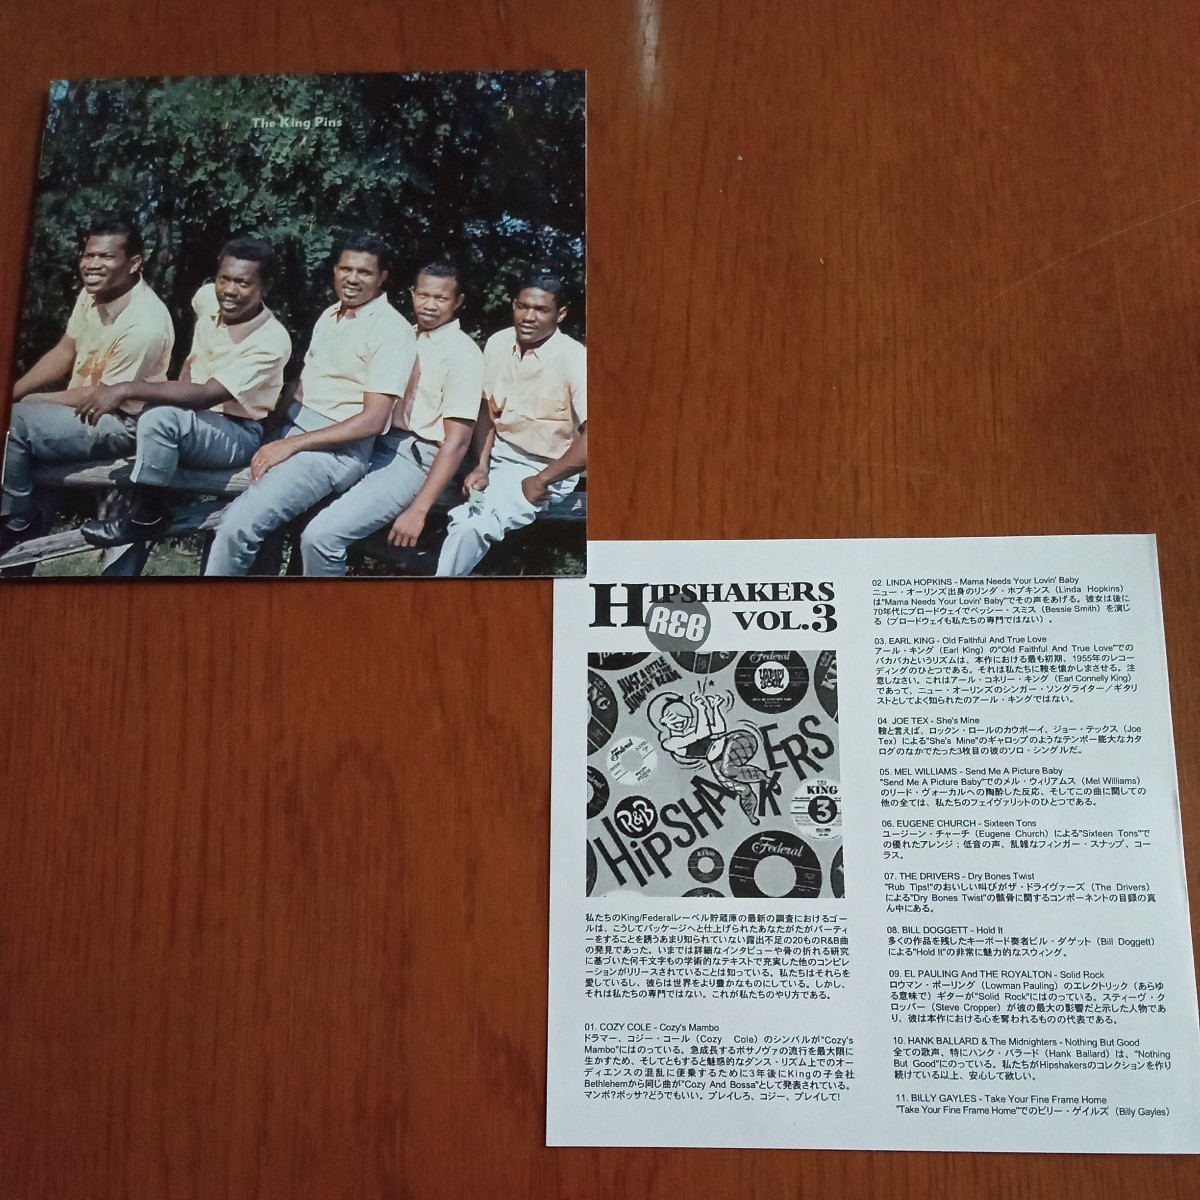 The King Pins
HIPSHAKERS
R&B VOL.3
Federal
JUST A LITTLE
KING
3
Federal
R&B
HIPSHAKERS
Federal
私たちのKing/Federalレーベル貯蔵庫の最新の調査におけるゴー
ルは、こうしてパッケージへと仕上げられたあなたがたがパーティ
ーをすることを誘うあまり知られていない露出不足の20ものR&B曲
の発見であった。いまでは詳細なインタビューや骨の折れる研究
に基づいた何千文字もの学術的なテキストで充実した他のコンピレ
ーションがリリースされていることは知っている。私たちはそれらを
愛しているし、彼らは世界をより豊かなものにしている。しかし、
それは私たちの専門ではない。これが私たちのやり方である。
01. COZY COLE - Cozy's Mambo
ドラマー、コジー・コール（Cozy Cole）のシンバルが"Cozy's
Mambo"にはのっている。急成長するボサノヴァの流行を最大限に
生かすため、そしてともすると魅惑的なダンス・リズム上でのオー
ディエンスの混乱に便乗するために3年後にKingの子会社
Bethlehemから同じ曲が"Cozy And Bossa"として発表されている。
マンボ?ボッサ?どうでもいい。プレイしろ、コジー、プレイして!
02. LINDA HOPKINS - Mama Needs Your Lovin' Baby
ニュー・オーリンズ出身のリンダ・ホプキンス（Linda Hopkins）
は"Mama Needs Your Lovin' Baby"でその声をあげる。彼女は後に
70年代にブロードウェイでベッシー・スミス（Bessie Smith）を演じ
る（ブロードウェイも私たちの専門ではない）。
03. EARL KING - Old Faithful And True Love
アール・キング（Earl King）の"Old Faithful And True Love"での
パカパカというリズムは、本作における最も初期、1955年のレコー
ディングのひとつである。それは私たちに鞍を懐かしまさせる。注
意しなさい。これはアール・コネリー・キング（Earl Connelly King）
であって、ニュー・オーリンズのシンガー・ソングライター／ギタリ
ストとしてよく知られたのアール・キングではない。
04. JOE TEX - She's Mine
鞍と言えば、ロックン・ロールのカウボーイ、ジョー・テックス（Joe
Tex）による"She's Mine"のギャロップのようなテンポー膨大なカタ
ログのなかでたった3枚目の彼のソロ・シングルだ。
05. MEL WILLIAMS - Send Me A Picture Baby
"Send Me A Picture Baby"でのメル・ウィリアムス（Mel Williams）
のリード・ヴォーカルへの陶酔した反応、そしてこの曲に関しての
他の全ては、私たちのフェイヴァリットのひとつである。
06. EUGENE CHURCH - Sixteen Tons
ユージーン・チャーチ（Eugene Church）による"Sixteen Tons"で
の優れたアレンジ；低音の声、乱雑なフィンガー・スナップ、コー
ラス。
07. THE DRIVERS - Dry Bones Twist
"Rub Tips!"のおいしい叫びがザ・ドライヴァーズ（The Drivers）
による"Dry Bones Twist"の骸骨に関するコンポーネントの目録の真
ん中にある。
08. BILL DOGGETT - Hold It
多くの作品を残したキーボード奏者ビル・ダゲット（Bill Doggett）
による"Hold It"の非常に魅力的なスウィング。
09. EL PAULING And THE ROYALTON - Solid Rock
ロウマン・ポーリング（Lowman Pauling）のエレクトリック（あらゆ
る意味で）ギターが"Solid Rock"にはのっている。スティーヴ・ク
ロッパー（Steve Cropper）が彼の最大の影響だと示した人物であ
り、彼は本作における心を奪われるものの代表である。
10. HANK BALLARD & The Midnighters - Nothing But Good
全ての歌声、特にハンク・バラード（Hank Ballard）は、"Nothing
But Good"にのっている。私たちがHipshakersのコレクションを作り
続けている以上、安心して欲しい。
11. BILLY GAYLES - Take Your Fine Frame Home
"Take Your Fine Frame Home"でのビリー・ゲイルズ（Billy Gayles）